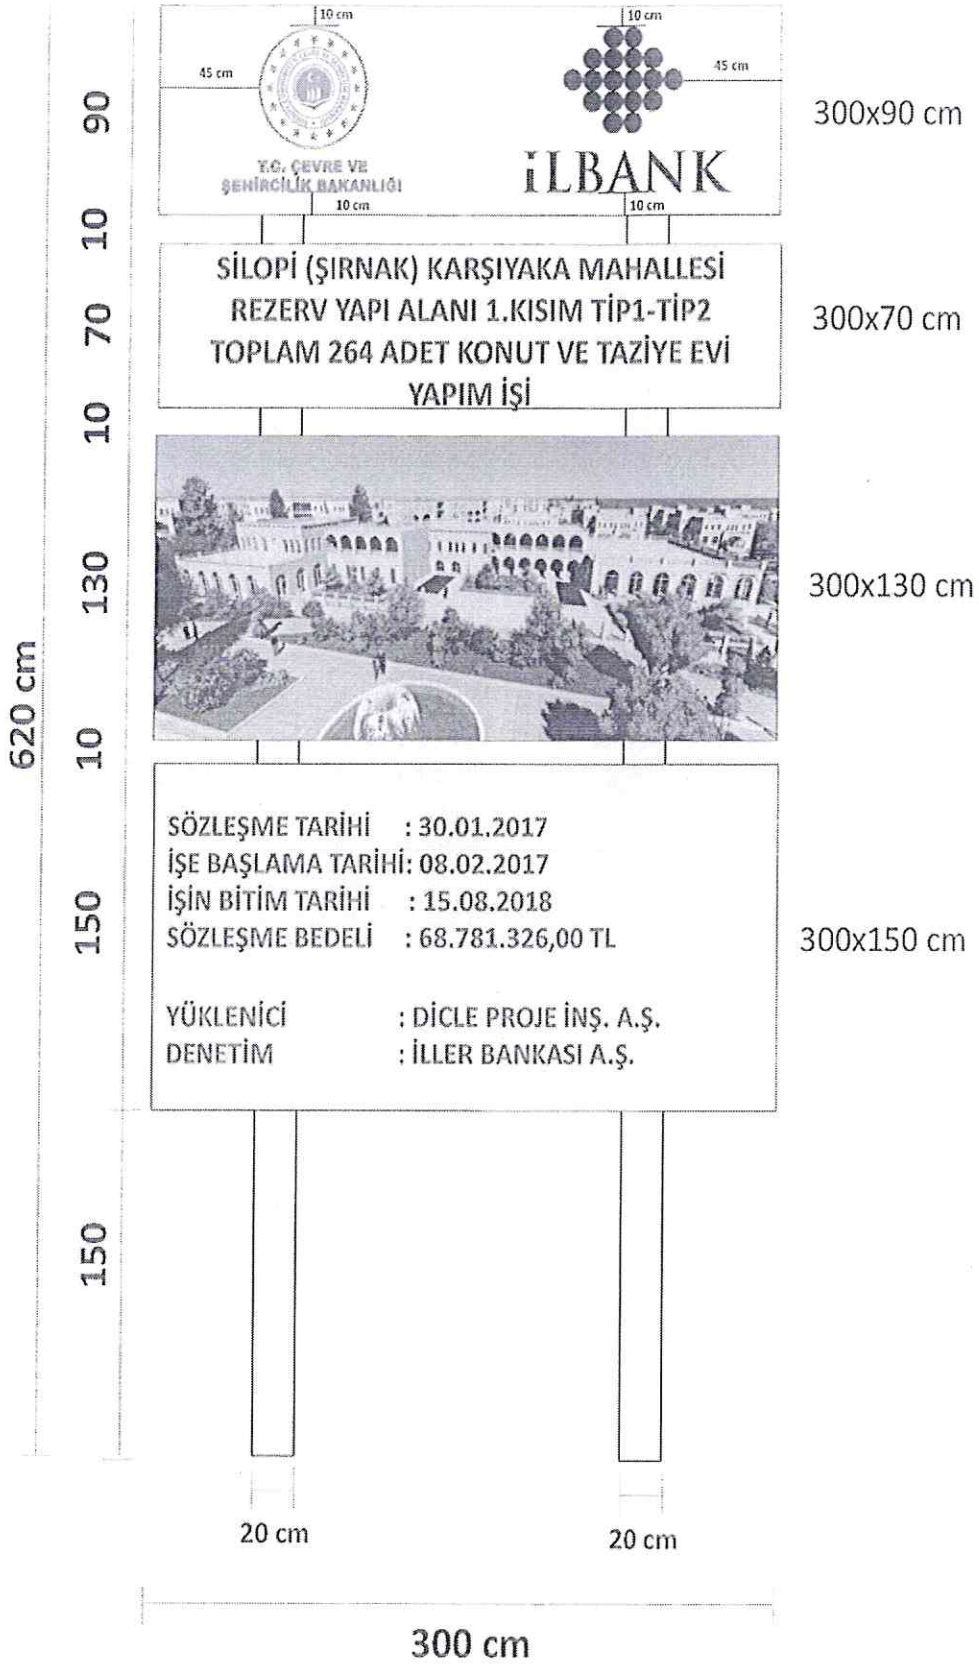 10 cm
10 cm
45 cm
45 cm
T.C. ÇEVRE VE
ŞEHİRCİLİK BAKANLIĞI
iLBANK
10 cm
10 cm
90
300x90 cm
10
SİLOPİ (ŞIRNAK) KARŞIYAKA MAHALLESİ
REZERV YAPI ALANI 1.KISIM TİP1-TİP2
TOPLAM 264 ADET KONUT VE TAZİYE EVİ
YAPIM İŞİ
70
300x70 cm
10
130
300x130 cm
620 cm
10
SÖZLEŞME TARİHİ : 30.01.2017
İŞE BAŞLAMA TARİHİ: 08.02.2017
İŞİN BİTİM TARİHİ : 15.08.2018
SÖZLEŞME BEDELİ : 68.781.326,00 TL
YÜKLENİCİ : DİCLE PROJE İNŞ. A.Ş.
DENETİM : İLLER BANKASI A.Ş.
150
300x150 cm
150
20 cm
20 cm
300 cm